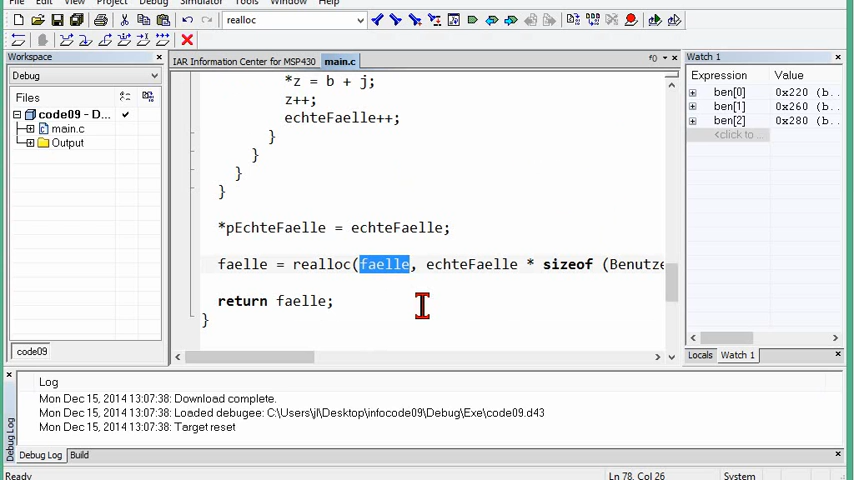 File Edit View Project Debug Simulator Tools Window Help
realloc
Workspace
Debug
Files
code09 - D...
main.c
Output
code09
IAR Information Center for MSP430 main.c f0
*z = b + j;
z++;
echteFaelle++;
}
}
}
}
*pEchteFaelle = echteFaelle;
faelle = realloc(faelle, echteFaelle * sizeof (Benutze
return faelle;
}
Watch 1
Expression Value
ben[0] 0x220 (b...
ben[1] 0x260 (b...
ben[2] 0x280 (b...
<click to ...
Locals Watch 1
Log
Mon Dec 15, 2014 13:07:38: Download complete.
Mon Dec 15, 2014 13:07:38: Loaded debugee: C:\Users\jl\Desktop\infocode09\Debug\Exe\code09.d43
Mon Dec 15, 2014 13:07:38: Target reset
Debug Log
Debug Log Build
Ready Ln 78, Col 26 System